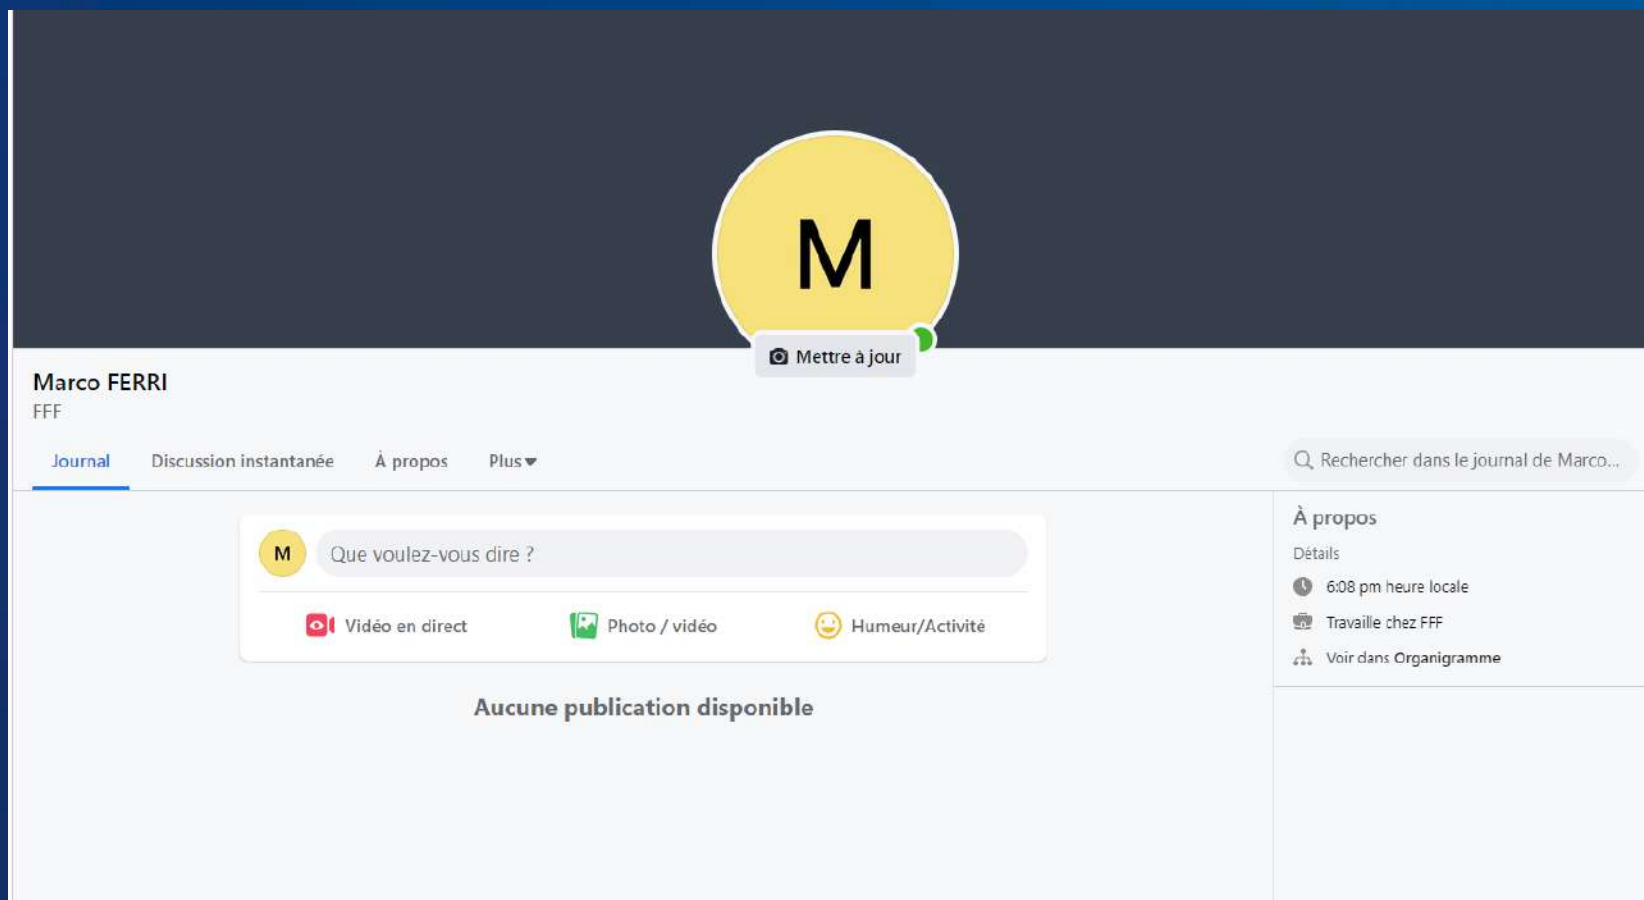 M
Mettre à jour
Marco FERRI
FFF
Journal Discussion instantanée À propos Plus
Rechercher dans le journal de Marco...
M Que voulez-vous dire ?
Vidéo en direct Photo / vidéo Humeur/Activité
Aucune publication disponible
À propos
Détails
6:08 pm heure locale
Travaille chez FFF
Voir dans Organigramme